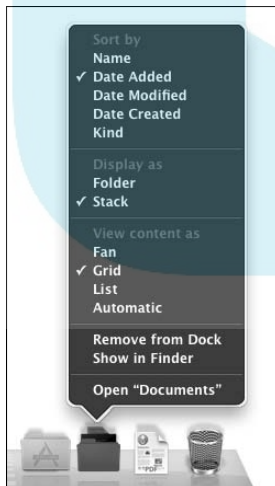 Sort by
Name
✓ Date Added
Date Modified
Date Created
Kind
Display as
Folder
✓ Stack
View content as
Fan
✓ Grid
List
Automatic
Remove from Dock
Show in Finder
Open “Documents”
PDF